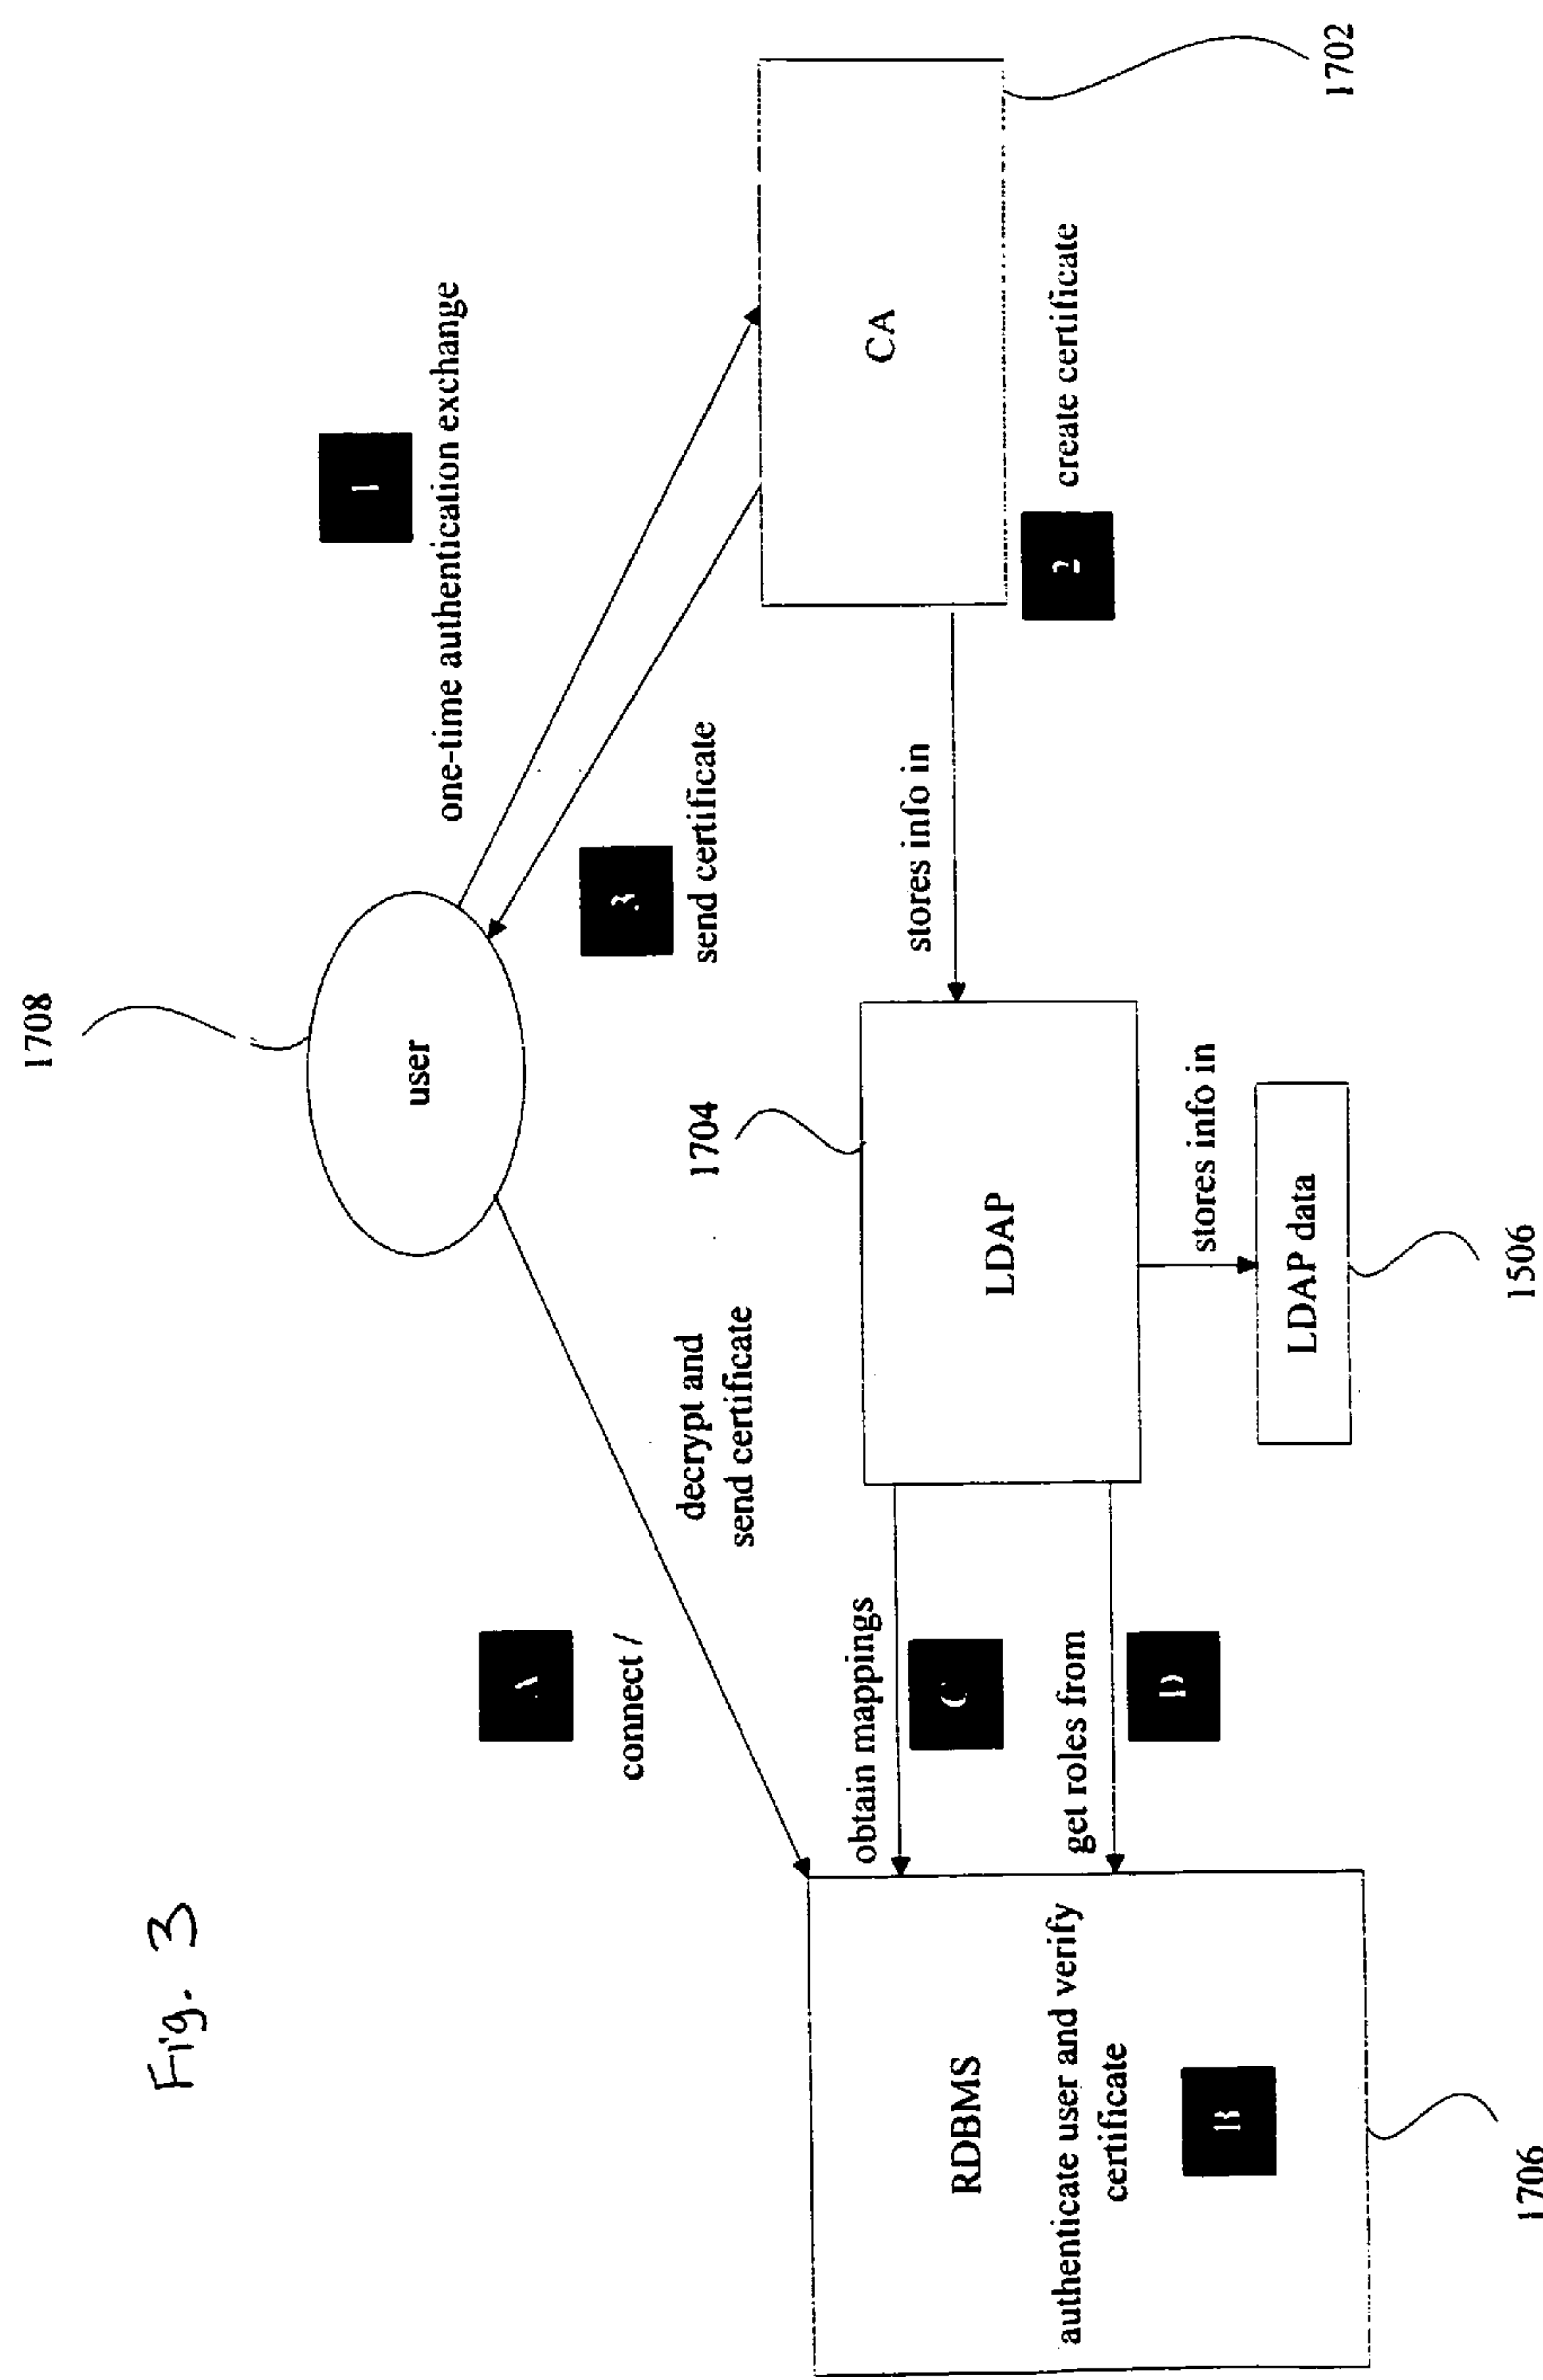 Fig. 3
1708
user
1
one-time authentication exchange
3
send certificate
A
connect /
decrypt and
send certificate
1704
LDAP
stores info in
CA
2
create certificate
1702
obtain mappings
C
get roles from
D
stores info in
LDAP data
1506
RDBMS
authenticate user and verify
certificate
B
1706